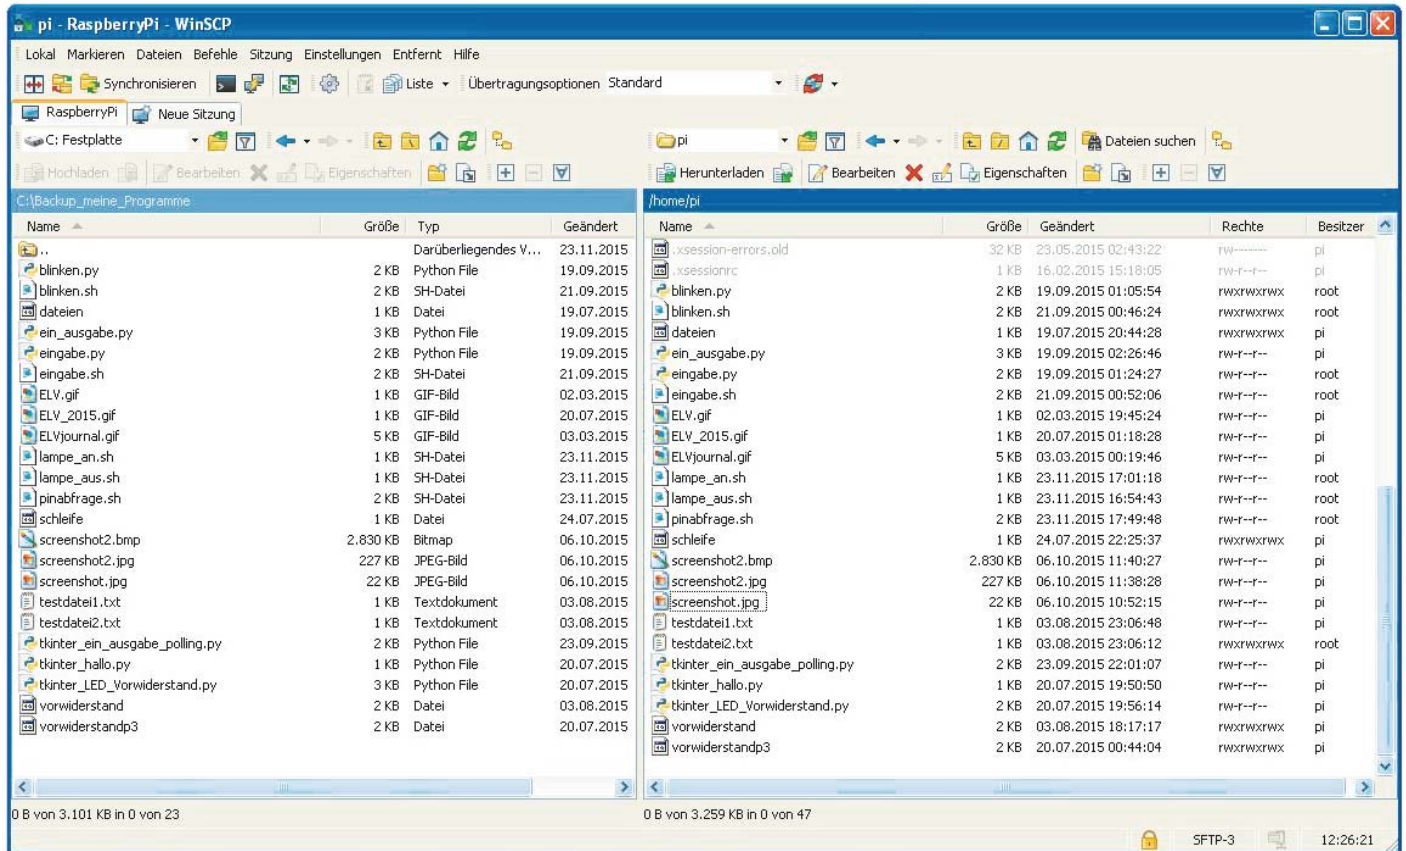 pi - RaspberryPi - WinSCP
Lokal Markieren Dateien Befehle Sitzung Einstellungen Entfernt Hilfe
Synchronisieren Liste Übertragungsoptionen Standard
RaspberryPi Neue Sitzung
C: Festplatte
Hochladen Bearbeiten Eigenschaften
C:\Backup_meine_Programme
Name Größe Typ Geändert
.. Darüberliegendes V... 23.11.2015
blinken.py 2 KB Python File 19.09.2015
blinken.sh 2 KB SH-Datei 21.09.2015
dateien 1 KB Datei 19.07.2015
ein_ausgabe.py 3 KB Python File 19.09.2015
eingabe.py 2 KB Python File 19.09.2015
eingabe.sh 2 KB SH-Datei 21.09.2015
ELV.gif 1 KB GIF-Bild 02.03.2015
ELV_2015.gif 1 KB GIF-Bild 20.07.2015
ELVjournal.gif 5 KB GIF-Bild 03.03.2015
lampe_an.sh 1 KB SH-Datei 23.11.2015
lampe_aus.sh 1 KB SH-Datei 23.11.2015
pinabfrage.sh 2 KB SH-Datei 23.11.2015
schleife 1 KB Datei 24.07.2015
screenshot2.bmp 2.830 KB Bitmap 06.10.2015
screenshot2.jpg 227 KB JPEG-Bild 06.10.2015
screenshot.jpg 22 KB JPEG-Bild 06.10.2015
testdatei1.txt 1 KB Textdokument 03.08.2015
testdatei2.txt 1 KB Textdokument 03.08.2015
tkinter_ein_ausgabe_polling.py 2 KB Python File 23.09.2015
tkinter_hallo.py 1 KB Python File 20.07.2015
tkinter_LED_Vorwiderstand.py 3 KB Python File 20.07.2015
vorwiderstand 2 KB Datei 03.08.2015
vorwiderstandp3 2 KB Datei 20.07.2015
0 B von 3.101 KB in 0 von 23
pi Dateien suchen
Herunterladen Bearbeiten Eigenschaften
/home/pi
Name Größe Geändert Rechte Besitzer
.xsession-errors.old 32 KB 23.05.2015 02:43:22 rw------- pi
.xsessionrc 1 KB 16.02.2015 15:18:05 rw-r--r-- pi
blinken.py 2 KB 19.09.2015 01:05:54 rwxrwxrwx root
blinken.sh 2 KB 21.09.2015 00:46:24 rwxrwxrwx root
dateien 1 KB 19.07.2015 20:44:28 rwxrwxrwx pi
ein_ausgabe.py 3 KB 19.09.2015 02:26:46 rw-r--r-- pi
eingabe.py 2 KB 19.09.2015 01:24:27 rw-r--r-- root
eingabe.sh 2 KB 21.09.2015 00:52:06 rw-r--r-- root
ELV.gif 1 KB 02.03.2015 19:45:24 rw-r--r-- pi
ELV_2015.gif 1 KB 20.07.2015 01:18:28 rw-r--r-- pi
ELVjournal.gif 5 KB 03.03.2015 00:19:46 rw-r--r-- pi
lampe_an.sh 1 KB 23.11.2015 17:01:18 rw-r--r-- root
lampe_aus.sh 1 KB 23.11.2015 16:54:43 rw-r--r-- root
pinabfrage.sh 2 KB 23.11.2015 17:49:48 rw-r--r-- root
schleife 1 KB 24.07.2015 22:25:37 rwxrwxrwx pi
screenshot2.bmp 2.830 KB 06.10.2015 11:40:27 rw-r--r-- pi
screenshot2.jpg 227 KB 06.10.2015 11:38:28 rw-r--r-- pi
screenshot.jpg 22 KB 06.10.2015 10:52:15 rw-r--r-- pi
testdatei1.txt 1 KB 03.08.2015 23:06:48 rw-r--r-- pi
testdatei2.txt 1 KB 03.08.2015 23:06:12 rwxrwxrwx root
tkinter_ein_ausgabe_polling.py 2 KB 23.09.2015 22:01:07 rw-r--r-- pi
tkinter_hallo.py 1 KB 20.07.2015 19:50:50 rw-r--r-- pi
tkinter_LED_Vorwiderstand.py 2 KB 20.07.2015 19:56:14 rw-r--r-- pi
vorwiderstand 2 KB 03.08.2015 18:17:17 rwxrwxrwx pi
vorwiderstandp3 2 KB 20.07.2015 00:44:04 rwxrwxrwx pi
0 B von 3.259 KB in 0 von 47
SFTP-3 12:26:21